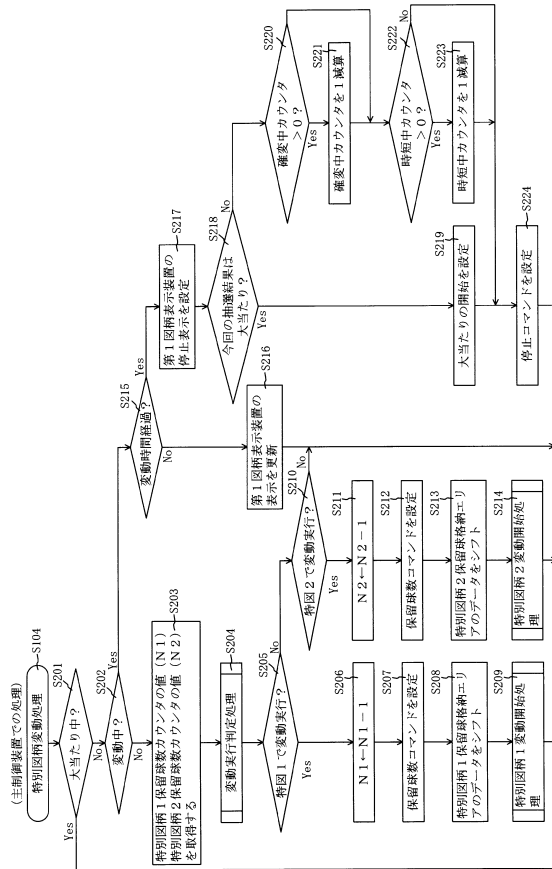 (主制御装置での処理)
特別図柄変動処理
S104
大当たり中?
S201
Yes
No
変動中?
S202
Yes
No
特別図柄1保留球数カウンタの値(N1)
特別図柄2保留球数カウンタの値(N2)
を取得する
S203
変動実行判定処理
S204
特図1で変動実行?
S205
No
Yes
N1←N1-1
S206
保留球数コマンドを設定
S207
特別図柄1保留球格納エリ
アのデータをシフト
S208
特別図柄1変動開始処
理
S209
特図2で変動実行?
S210
No
Yes
N2←N2-1
S211
保留球数コマンドを設定
S212
特別図柄2保留球格納エリ
アのデータをシフト
S213
特別図柄2変動開始処
理
S214
変動時間経過?
S215
Yes
No
第1図柄表示装置の
表示を更新
S216
第1図柄表示装置の
停止表示を設定
S217
今回の抽選結果は
大当たり?
S218
No
Yes
大当たりの開始を設定
S219
確変中カウンタ
>0?
S220
No
Yes
確変中カウンタを1減算
S221
時短中カウンタ
>0?
S222
No
Yes
時短中カウンタを1減算
S223
停止コマンドを設定
S224